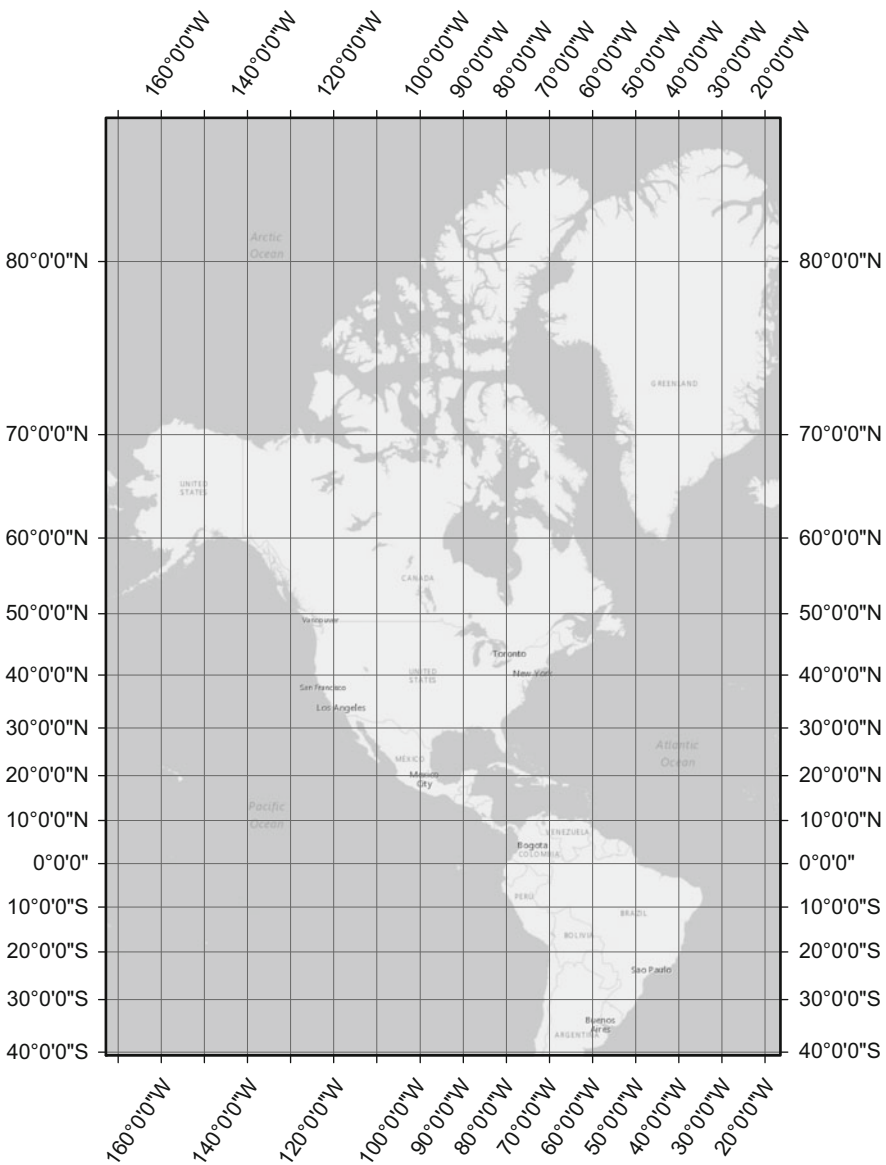 160°0'0"W
140°0'0"W
120°0'0"W
100°0'0"W
90°0'0"W
80°0'0"W
70°0'0"W
60°0'0"W
50°0'0"W
40°0'0"W
30°0'0"W
20°0'0"W
Arctic
Ocean
80°0'0"N
80°0'0"N
GREENLAND
70°0'0"N
70°0'0"N
UNITED
STATES
60°0'0"N
60°0'0"N
CANADA
50°0'0"N
50°0'0"N
Vancouver
Toronto
40°0'0"N
UNITED
STATES
New York
40°0'0"N
San Francisco
Los Angeles
30°0'0"N
30°0'0"N
Atlantic
Ocean
MÉXICO
20°0'0"N
Mexico
City
20°0'0"N
Pacific
Ocean
10°0'0"N
10°0'0"N
VENEZUELA
Bogota
COLOMBIA
0°0'0"
0°0'0"
PERÚ
10°0'0"S
10°0'0"S
BRAZIL
BOLIVIA
20°0'0"S
20°0'0"S
Sao Paulo
30°0'0"S
30°0'0"S
Buenos
Aires
ARGENTINA
40°0'0"S
40°0'0"S
160°0'0"W
140°0'0"W
120°0'0"W
100°0'0"W
90°0'0"W
80°0'0"W
70°0'0"W
60°0'0"W
50°0'0"W
40°0'0"W
30°0'0"W
20°0'0"W